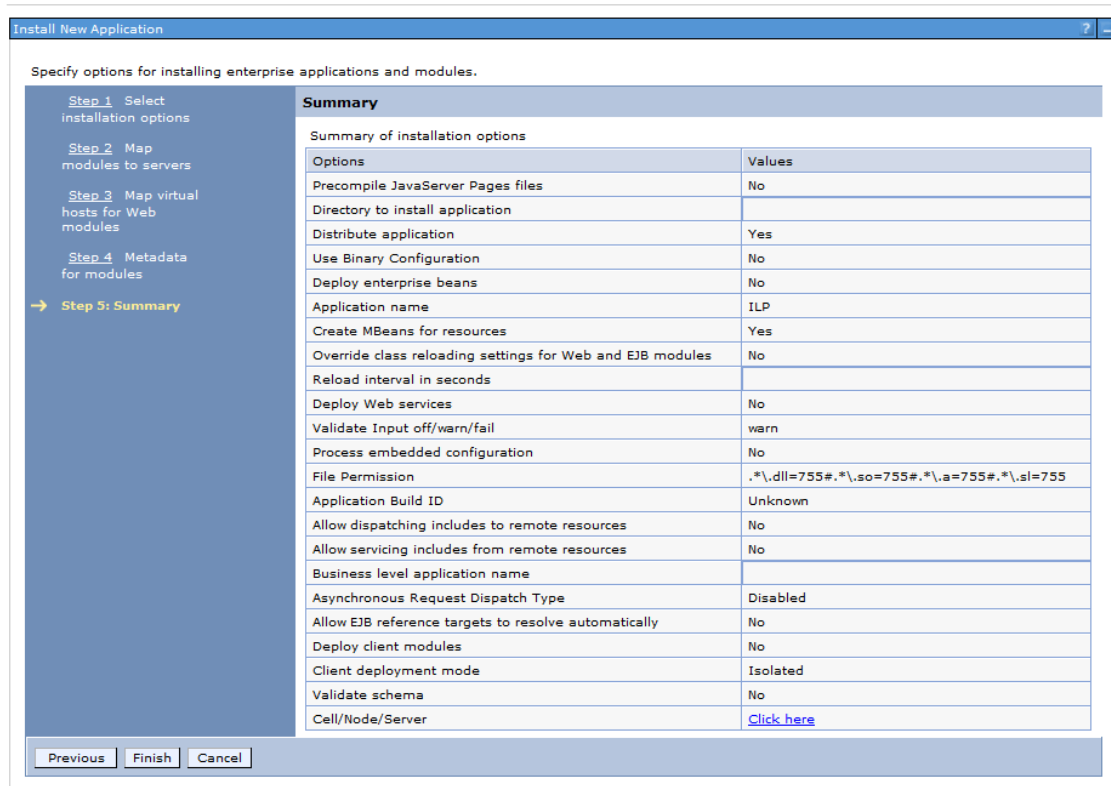 Install New Application
?
Specify options for installing enterprise applications and modules.
Step 1 Select
installation options
Step 2 Map
modules to servers
Step 3 Map virtual
hosts for Web
modules
Step 4 Metadata
for modules
Step 5: Summary
Summary
Summary of installation options
Options Values
Precompile JavaServer Pages files No
Directory to install application
Distribute application Yes
Use Binary Configuration No
Deploy enterprise beans No
Application name ILP
Create MBeans for resources Yes
Override class reloading settings for Web and EJB modules No
Reload interval in seconds
Deploy Web services No
Validate Input off/warn/fail warn
Process embedded configuration No
File Permission .*\.dll=755#.*\.so=755#.*\.a=755#.*\.sl=755
Application Build ID Unknown
Allow dispatching includes to remote resources No
Allow servicing includes from remote resources No
Business level application name
Asynchronous Request Dispatch Type Disabled
Allow EJB reference targets to resolve automatically No
Deploy client modules No
Client deployment mode Isolated
Validate schema No
Cell/Node/Server Click here
Previous Finish Cancel